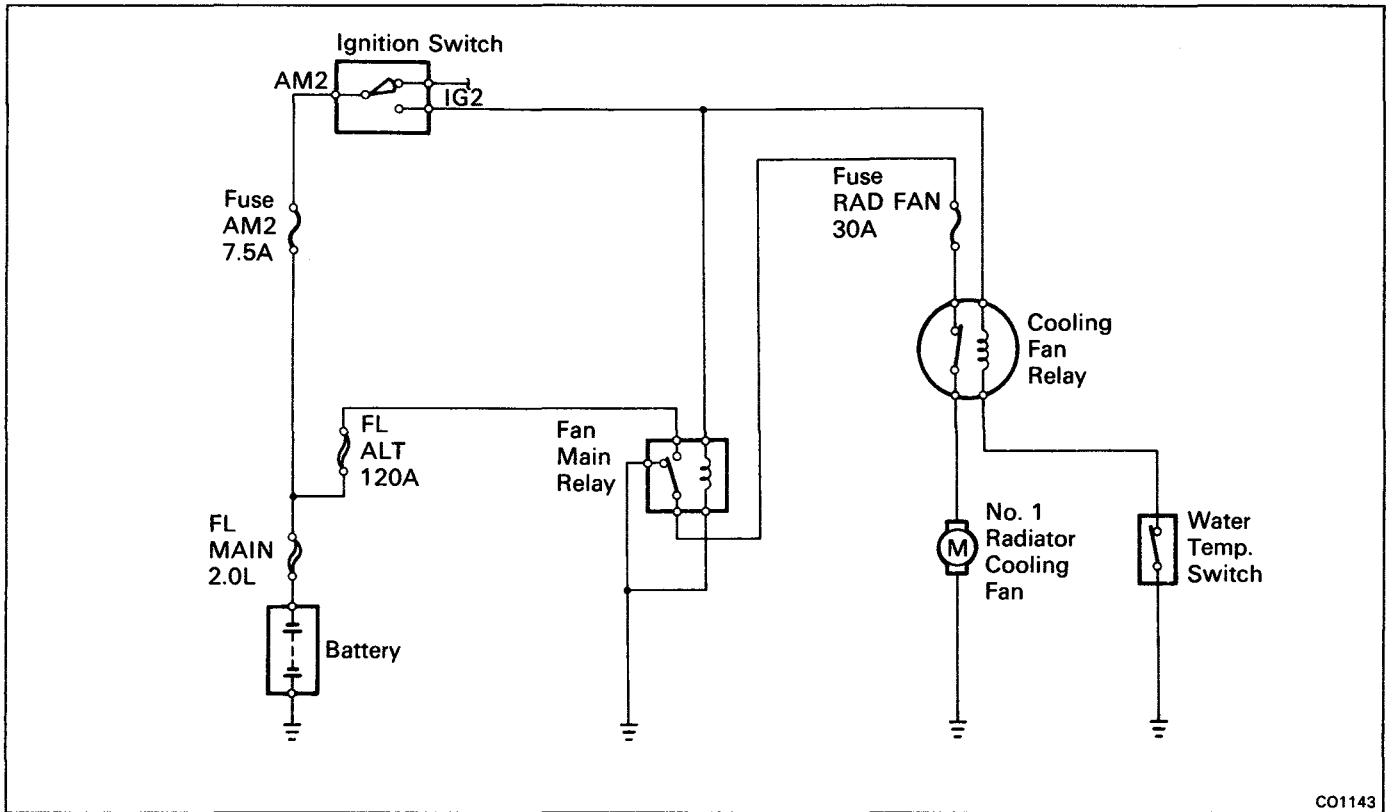 Ignition Switch
AM2
IG2
Fuse
AM2
7.5A
Fuse
RAD FAN
30A
Cooling
Fan
Relay
FL
ALT
120A
Fan
Main
Relay
FL
MAIN
2.0L
No. 1
Radiator
Cooling
Fan
M
Water
Temp.
Switch
Battery
CO1143